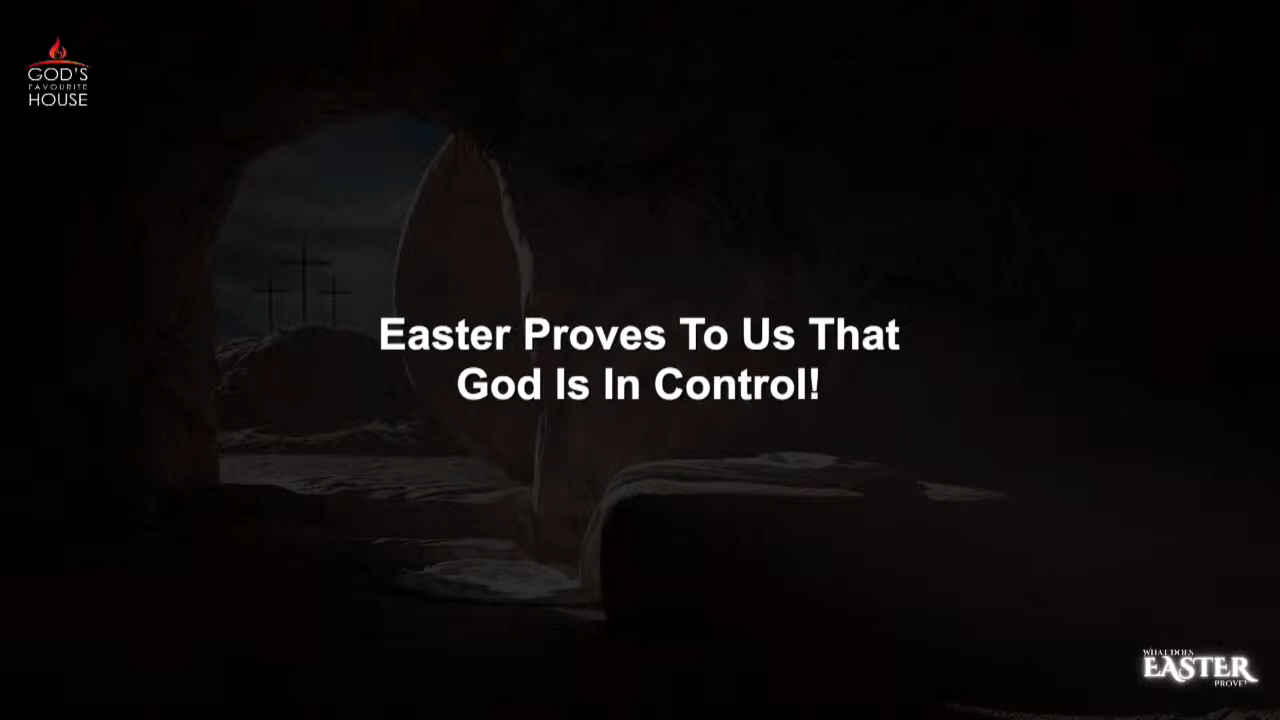 GOD'S
FAVOURITE
HOUSE
Easter Proves To Us That
God Is In Control!
WHAT DOES
EASTER
PROVE?